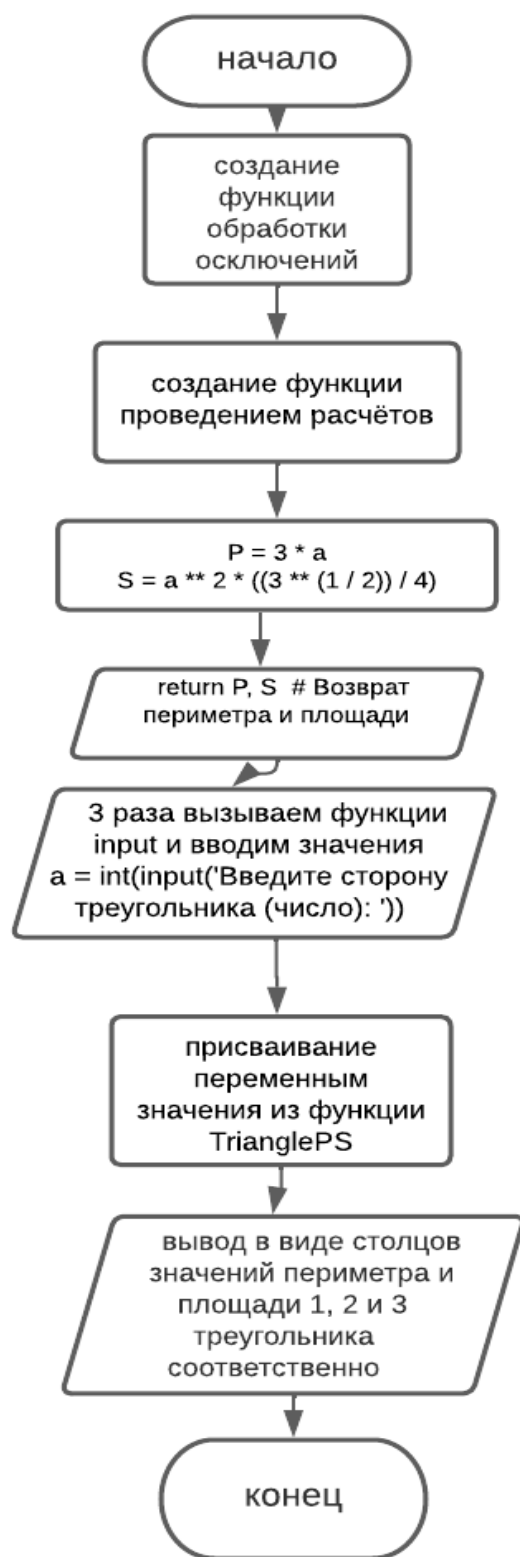 начало
создание
функции
обработки
осключений
создание функции
проведением расчётов
P = 3 * a
S = a ** 2 * ((3 ** (1 / 2)) / 4)
return P, S # Возврат
периметра и площади
3 раза вызываем функции
input и вводим значения
a = int(input('Введите сторону
треугольника (число): '))
присваивание
переменным
значения из функции
TrianglePS
вывод в виде столцов
значений периметра и
площади 1, 2 и 3
треугольника
соответственно
конец